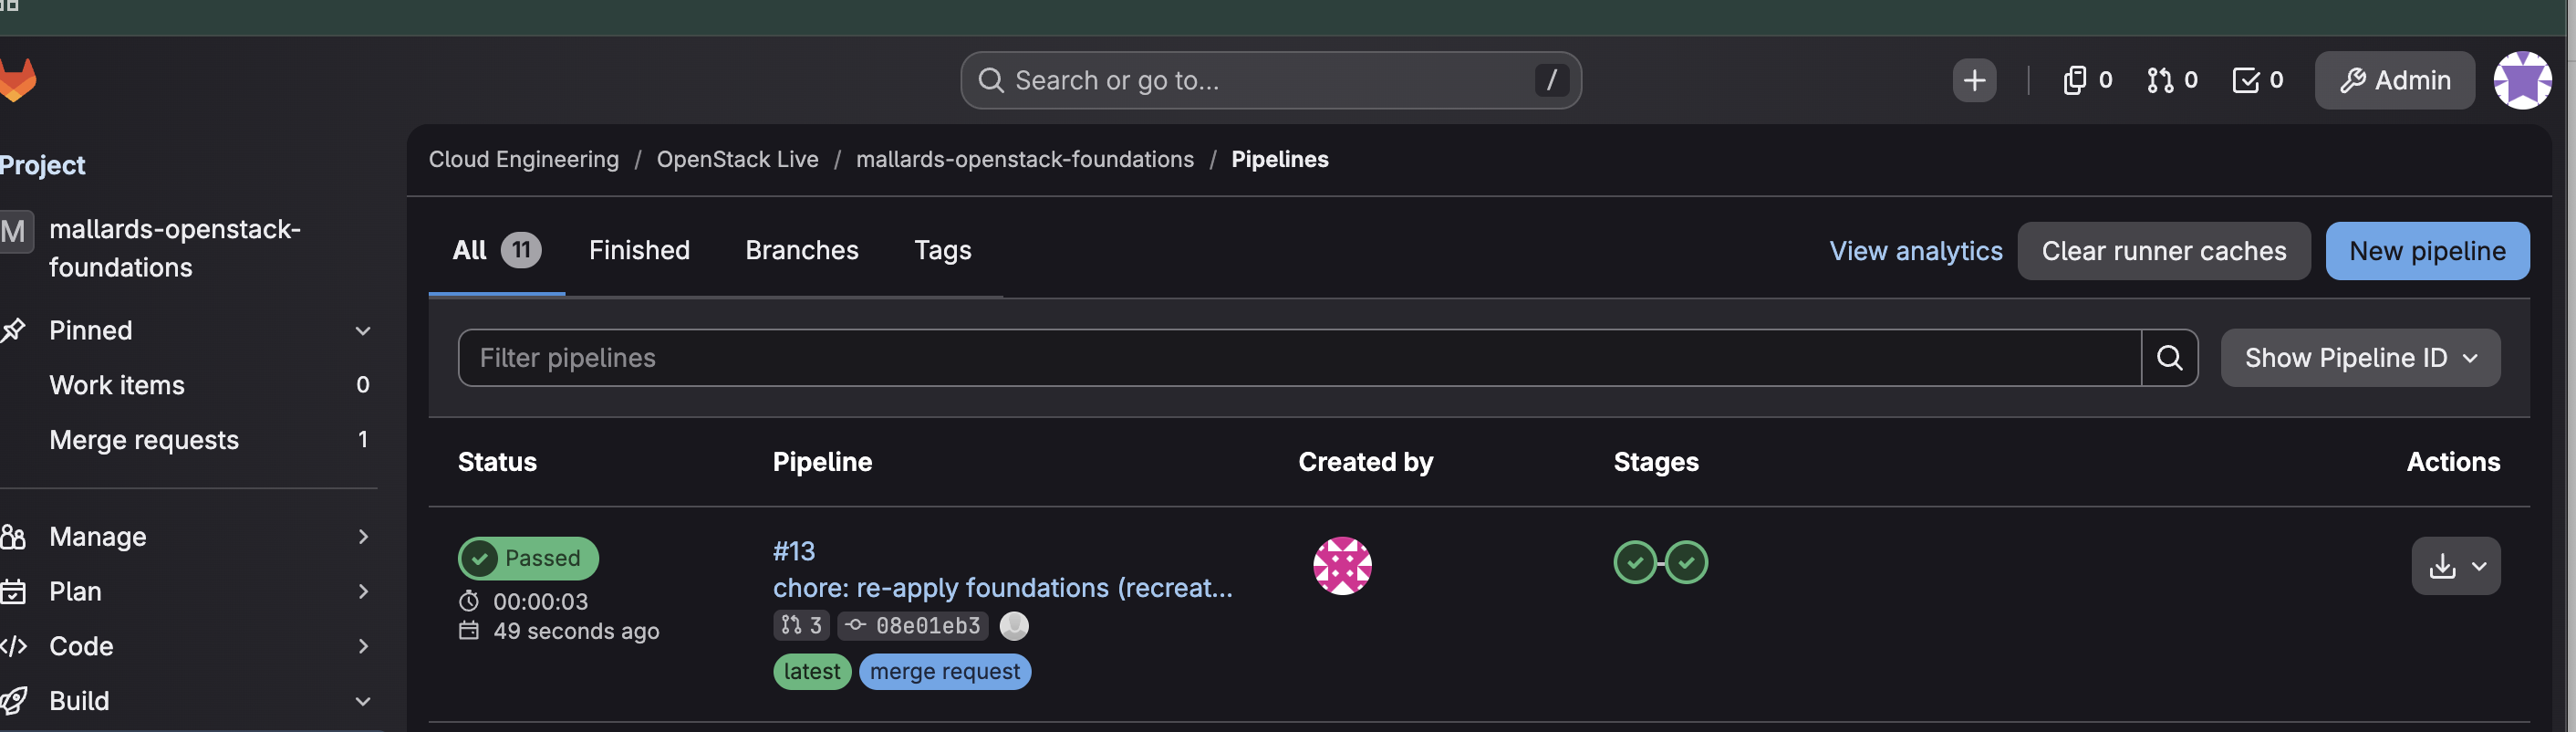 Search or go to... /
0 0 0 Admin
Project
Cloud Engineering / OpenStack Live / mallards-openstack-foundations / Pipelines
M mallards-openstack-
foundations
All 11 Finished Branches Tags View analytics Clear runner caches New pipeline
Pinned
Filter pipelines Show Pipeline ID
Work items 0
Merge requests 1
Status Pipeline Created by Stages Actions
Manage
Plan
Code
Build
Passed
00:00:03
49 seconds ago
#13
chore: re-apply foundations (recreat...
3 08e01eb3
latest merge request